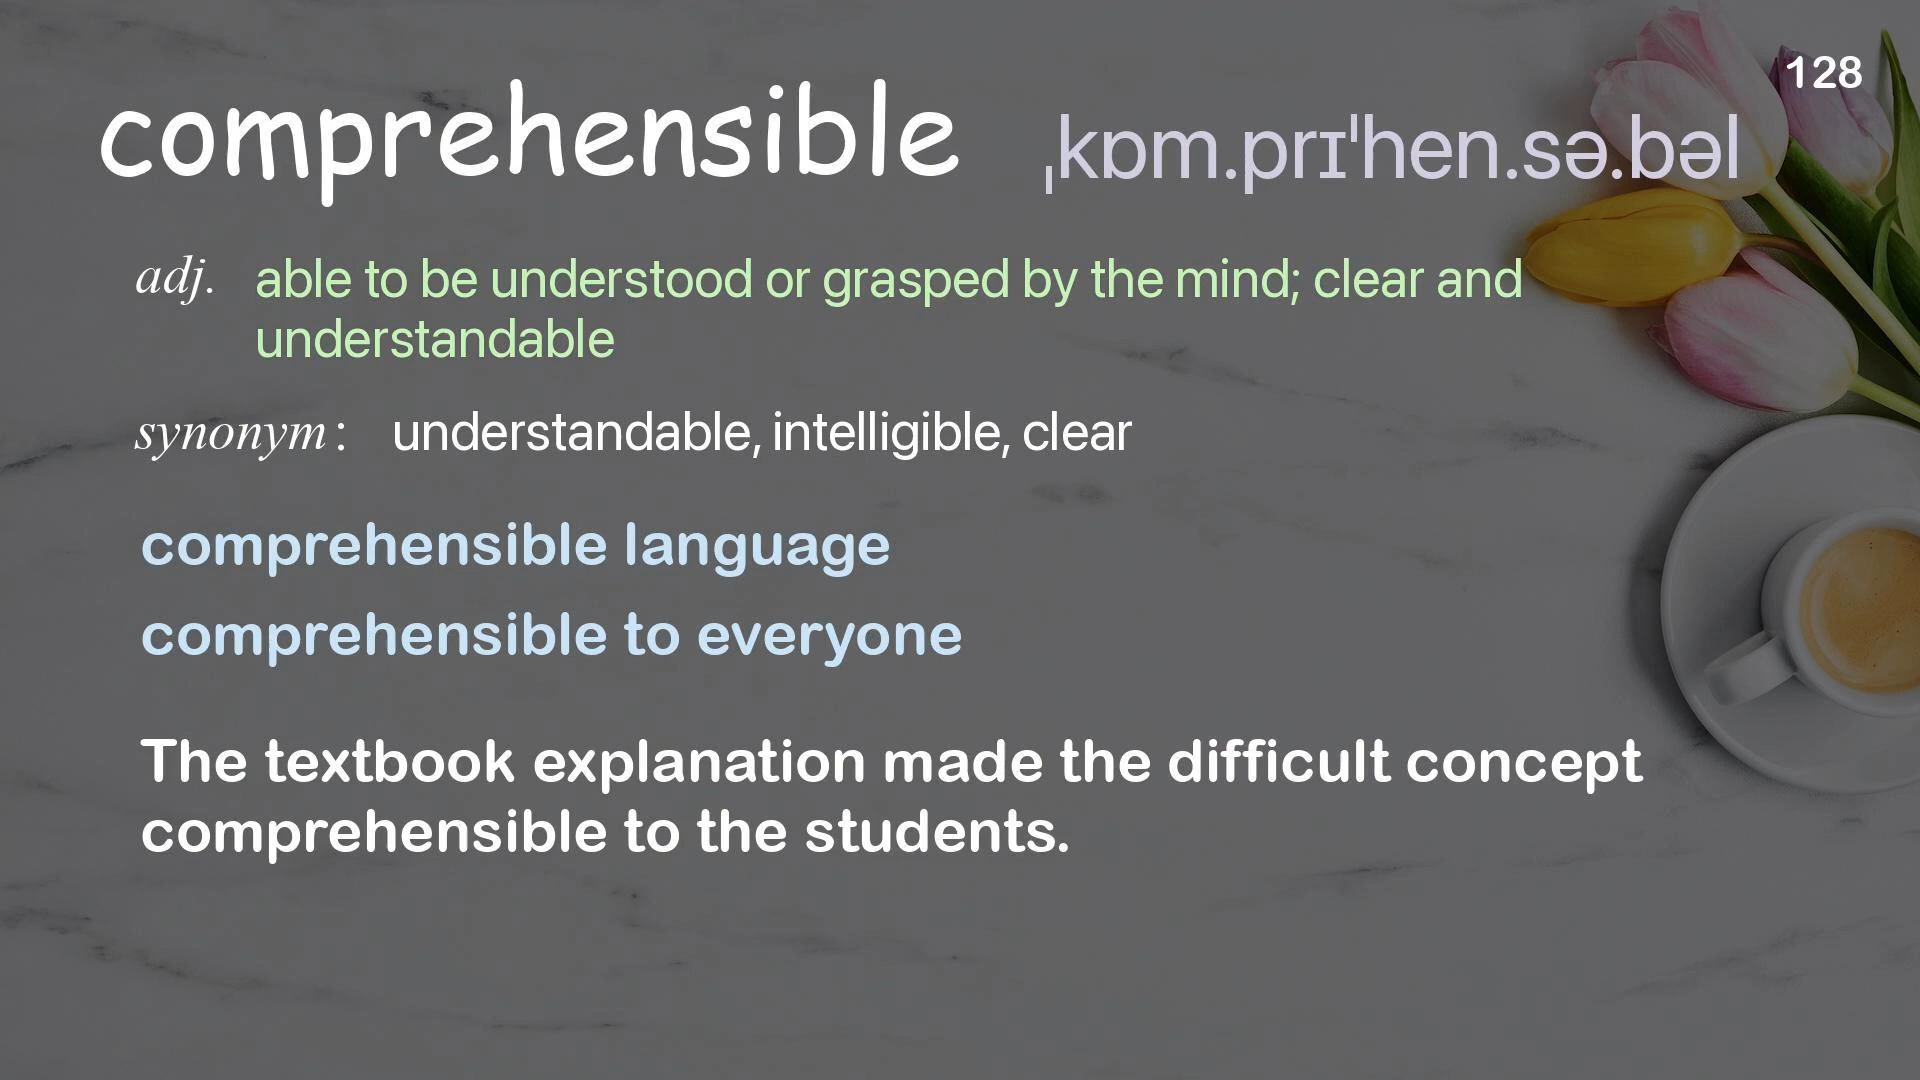 128
comprehensible ˌkɒm.prɪˈhen.sə.bəl
adj. able to be understood or grasped by the mind; clear and
understandable
synonym: understandable, intelligible, clear
comprehensible language
comprehensible to everyone
The textbook explanation made the difficult concept
comprehensible to the students.